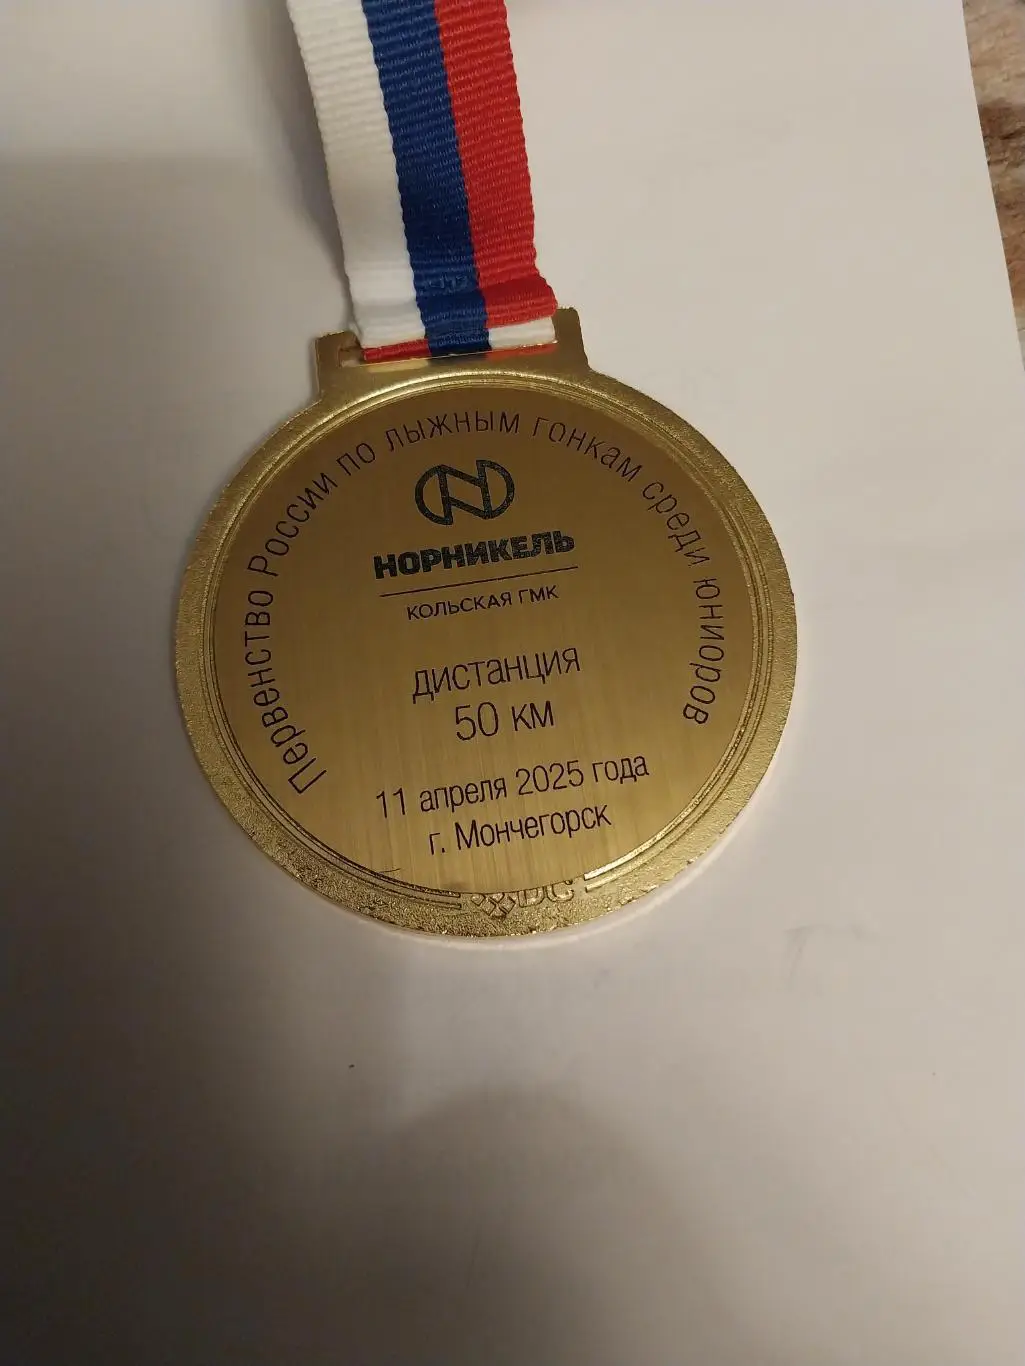 Первенство России по лыжным гонкам среди юниоров
НОРНИКЕЛЬ
КОЛЬСКАЯ ГМК
ДИСТАНЦИЯ
50 КМ
11 апреля 2025 года
г. Мончегорск